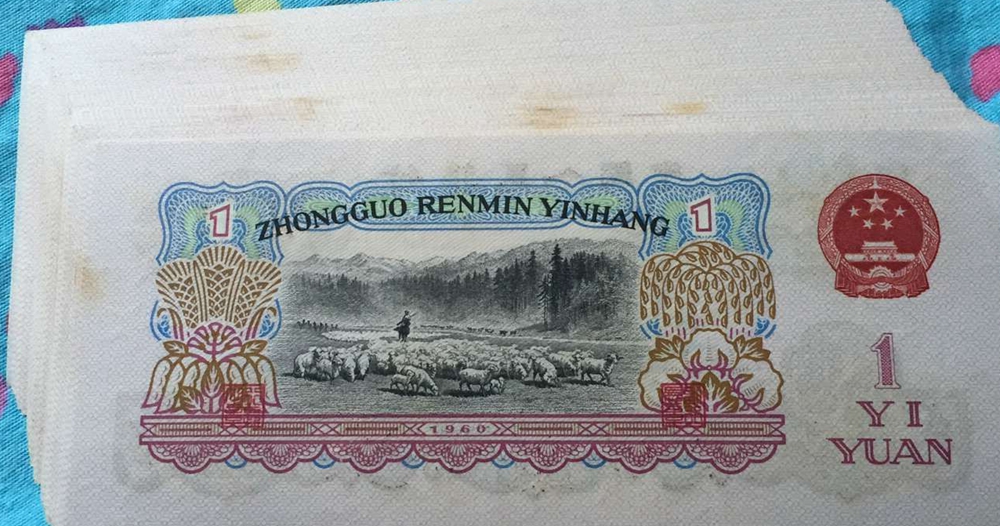 1 ZHONGGUO RENMIN YINHANG 1
1960
1
YI
YUAN